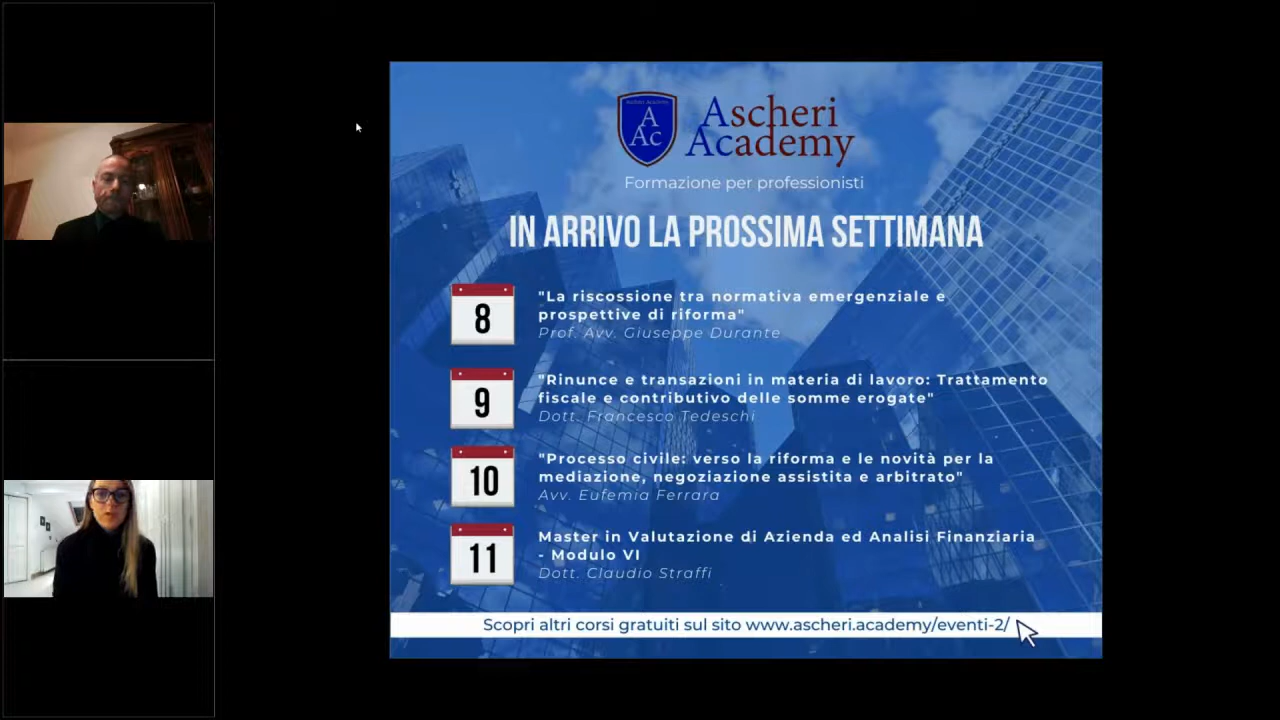 Ascheri Academy
A
Ac
Ascheri
Academy
Formazione per professionisti
IN ARRIVO LA PROSSIMA SETTIMANA
8
"La riscossione tra normativa emergenziale e
prospettive di riforma"
Prof. Avv. Giuseppe Durante
9
"Rinunce e transazioni in materia di lavoro: Trattamento
fiscale e contributivo delle somme erogate"
Dott. Francesco Tedeschi
10
"Processo civile: verso la riforma e le novità per la
mediazione, negoziazione assistita e arbitrato"
Avv. Eufemia Ferrara
11
Master in Valutazione di Azienda ed Analisi Finanziaria
- Modulo VI
Dott. Claudio Straffi
Scopri altri corsi gratuiti sul sito www.ascheri.academy/eventi-2/